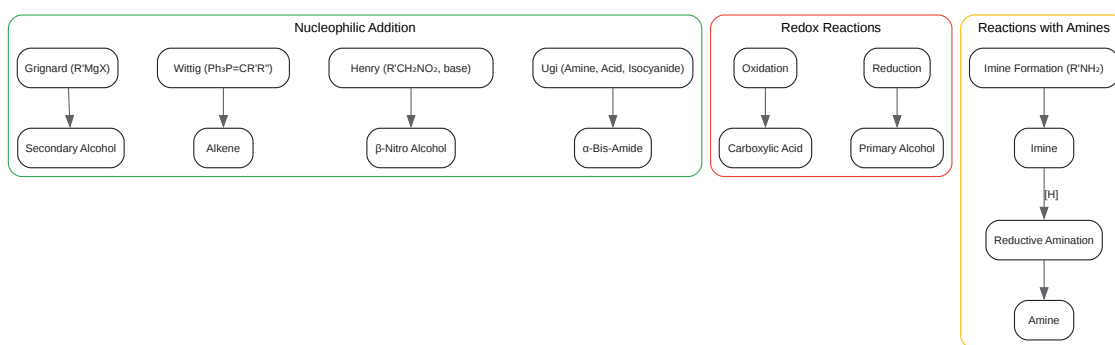 Nucleophilic Addition
Grignard (R'MgX)
Wittig (Ph₃P=CR'R")
Henry (R'CH₂NO₂, base)
Ugi (Amine, Acid, Isocyanide)
Secondary Alcohol
Alkene
β-Nitro Alcohol
α-Bis-Amide
Redox Reactions
Oxidation
Reduction
Carboxylic Acid
Primary Alcohol
Reactions with Amines
Imine Formation (R'NH₂)
Imine
[H]
Reductive Amination
Amine